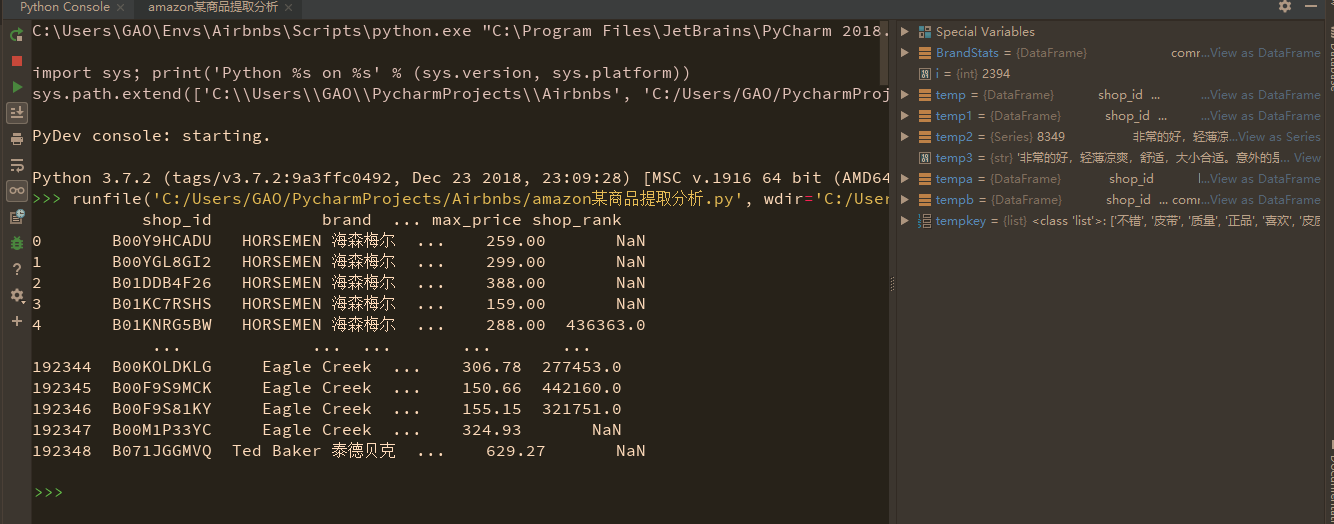 Python Console × amazon某商品提取分析 ×
C:\Users\GAO\Envs\Airbnbs\Scripts\python.exe "C:\Program Files\JetBrains\PyCharm 2018.
import sys; print('Python %s on %s' % (sys.version, sys.platform))
sys.path.extend(['C:\\Users\\GAO\\PycharmProjects\\Airbnbs', 'C:/Users/GAO/PycharmProj
PyDev console: starting.
Python 3.7.2 (tags/v3.7.2:9a3ffc0492, Dec 23 2018, 23:09:28) [MSC v.1916 64 bit (AMD64
>>> runfile('C:/Users/GAO/PycharmProjects/Airbnbs/amazon某商品提取分析.py', wdir='C:/User
shop_id brand ... max_price shop_rank
0 B00Y9HCADU HORSEMEN 海森梅尔 ... 259.00 NaN
1 B00YGL8GI2 HORSEMEN 海森梅尔 ... 299.00 NaN
2 B01DDB4F26 HORSEMEN 海森梅尔 ... 388.00 NaN
3 B01KC7RSHS HORSEMEN 海森梅尔 ... 159.00 NaN
4 B01KNRG5BW HORSEMEN 海森梅尔 ... 288.00 436363.0
... ... ... ... ...
192344 B00KOLDKLG Eagle Creek ... 306.78 277453.0
192345 B00F9S9MCK Eagle Creek ... 150.66 442160.0
192346 B00F9S81KY Eagle Creek ... 155.15 321751.0
192347 B00M1P33YC Eagle Creek ... 324.93 NaN
192348 B071JGGMVQ Ted Baker 泰德贝克 ... 629.27 NaN
>>>
Special Variables
BrandStats = {DataFrame} comr...View as DataFrame
i = {int} 2394
temp = {DataFrame} shop_id ... ...View as DataFrame
temp1 = {DataFrame} shop_id ... ...View as DataFrame
temp2 = {Series} 8349 非常的好，轻薄凉...View as Series
temp3 = {str} '非常的好，轻薄凉爽，舒适，大小合适。意外的是... View
tempa = {DataFrame} shop_id l ...View as DataFrame
tempb = {DataFrame} shop_id ... comr...View as DataFrame
tempkey = {list} <class 'list'>: ['不错', '皮带', '质量', '正品', '喜欢', '皮质